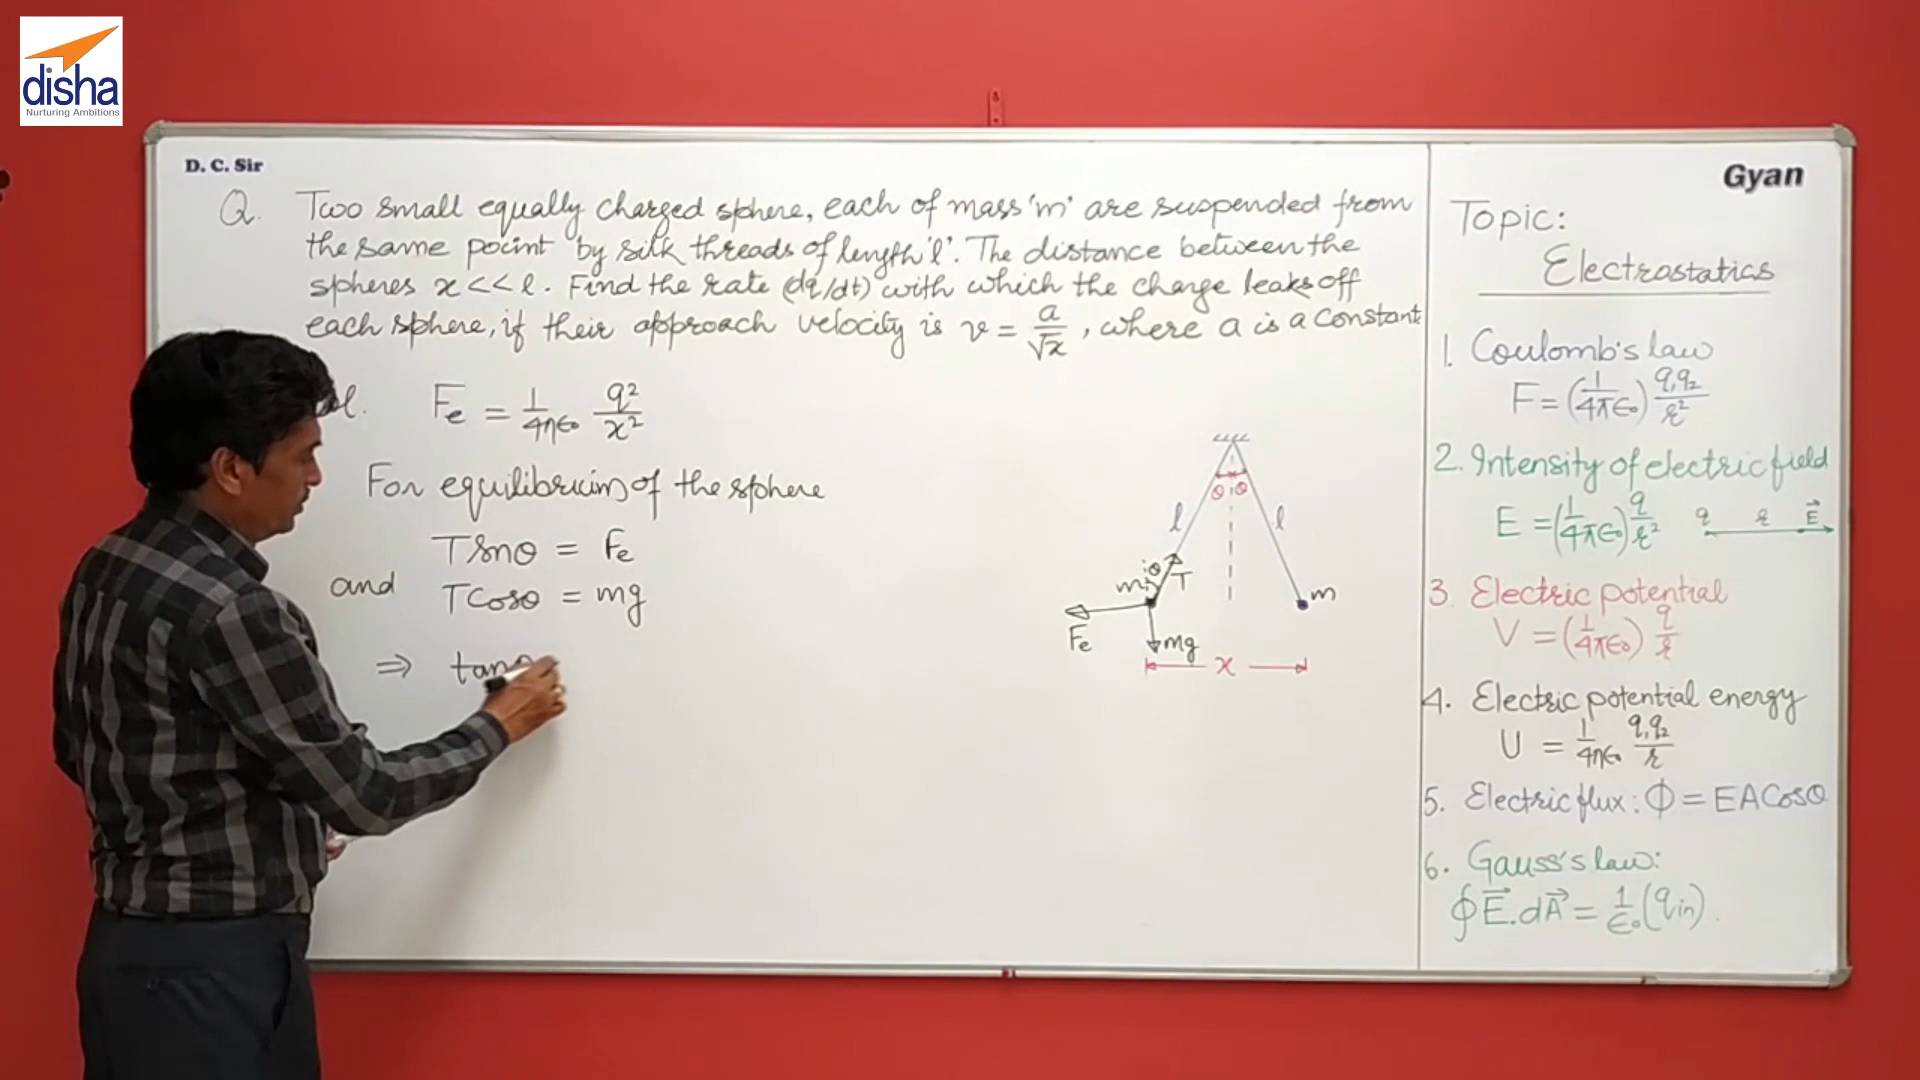 disha
Nurturing Ambitions
D. C. Sir
Q. Two small equally charged sphere, each of mass 'm' are suspended from
the same point by silk threads of length 'l'. The distance between the
spheres x << l. Find the rate (dq/dt) with which the charge leaks off
each sphere, if their approach velocity is v = a/√x, where a is a constant
Fe = 1/4πε₀ q²/x²
For equilibrium of the sphere
T Sinθ = Fe
and T Cosθ = mg
⇒ tan
θ θ
l l
θ
m T
m
Fe
mg
x
Gyan
Topic:
Electrostatics
1. Coulomb's law
F = (1/4πε₀) q₁q₂/r²
2. Intensity of electric field
E = (1/4πε₀) q/r² q r E⃗
3. Electric potential
V = (1/4πε₀) q/r
4. Electric potential energy
U = 1/4πε₀ q₁q₂/r
5. Electric flux: Φ = EACosθ
6. Gauss's law:
∮E⃗.dA⃗ = 1/ε₀ (qin).